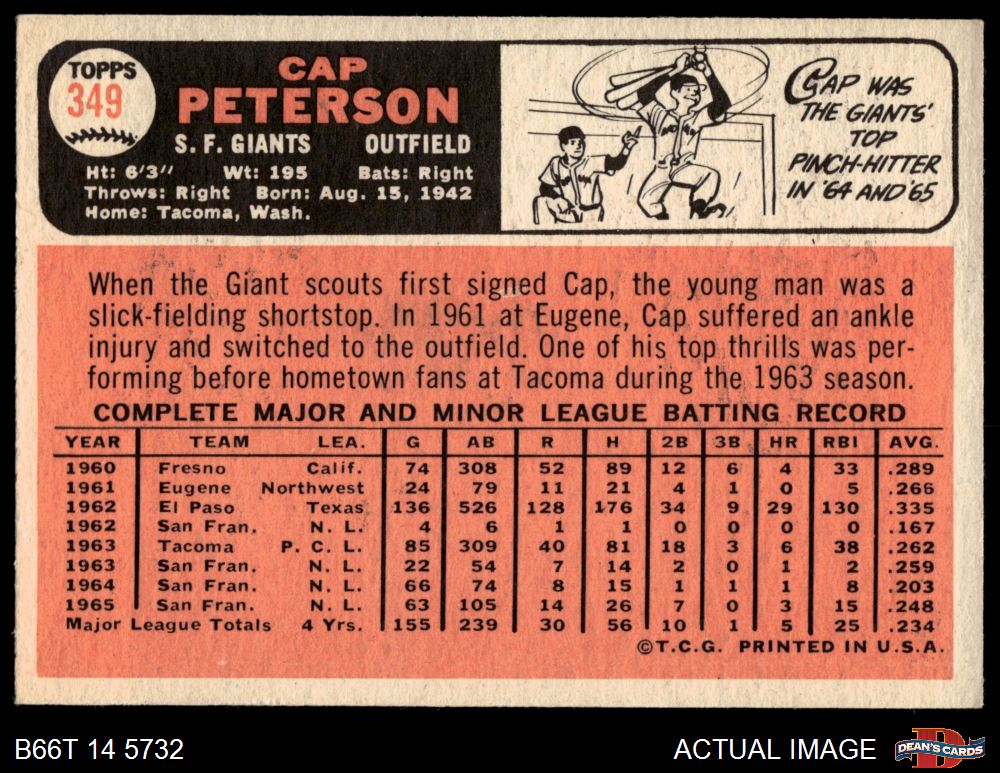 TOPPS
349
CAP
PETERSON
S. F. GIANTS OUTFIELD
Ht: 6'3" Wt: 195 Bats: Right
Throws: Right Born: Aug. 15, 1942
Home: Tacoma, Wash.
CAP WAS
THE GIANTS'
TOP
PINCH-HITTER
IN '64 AND '65
When the Giant scouts first signed Cap, the young man was a
slick-fielding shortstop. In 1961 at Eugene, Cap suffered an ankle
injury and switched to the outfield. One of his top thrills was per-
forming before hometown fans at Tacoma during the 1963 season.
COMPLETE MAJOR AND MINOR LEAGUE BATTING RECORD
YEAR TEAM LEA. G AB R H 2B 3B HR RBI AVG.
1960 Fresno Calif. 74 308 52 89 12 6 4 33 .289
1961 Eugene Northwest 24 79 11 21 4 1 0 5 .266
1962 El Paso Texas 136 526 128 176 34 9 29 130 .335
1962 San Fran. N. L. 4 6 1 1 0 0 0 0 .167
1963 Tacoma P. C. L. 85 309 40 81 18 3 6 38 .262
1963 San Fran. N. L. 22 54 7 14 2 0 1 2 .259
1964 San Fran. N. L. 66 74 8 15 1 1 1 8 .203
1965 San Fran. N. L. 63 105 14 26 7 0 3 15 .248
Major League Totals 4 Yrs. 155 239 30 56 10 1 5 25 .234
©T.C.G. PRINTED IN U.S.A.
B66T 14 5732
ACTUAL IMAGE
D
DEAN'S CARDS